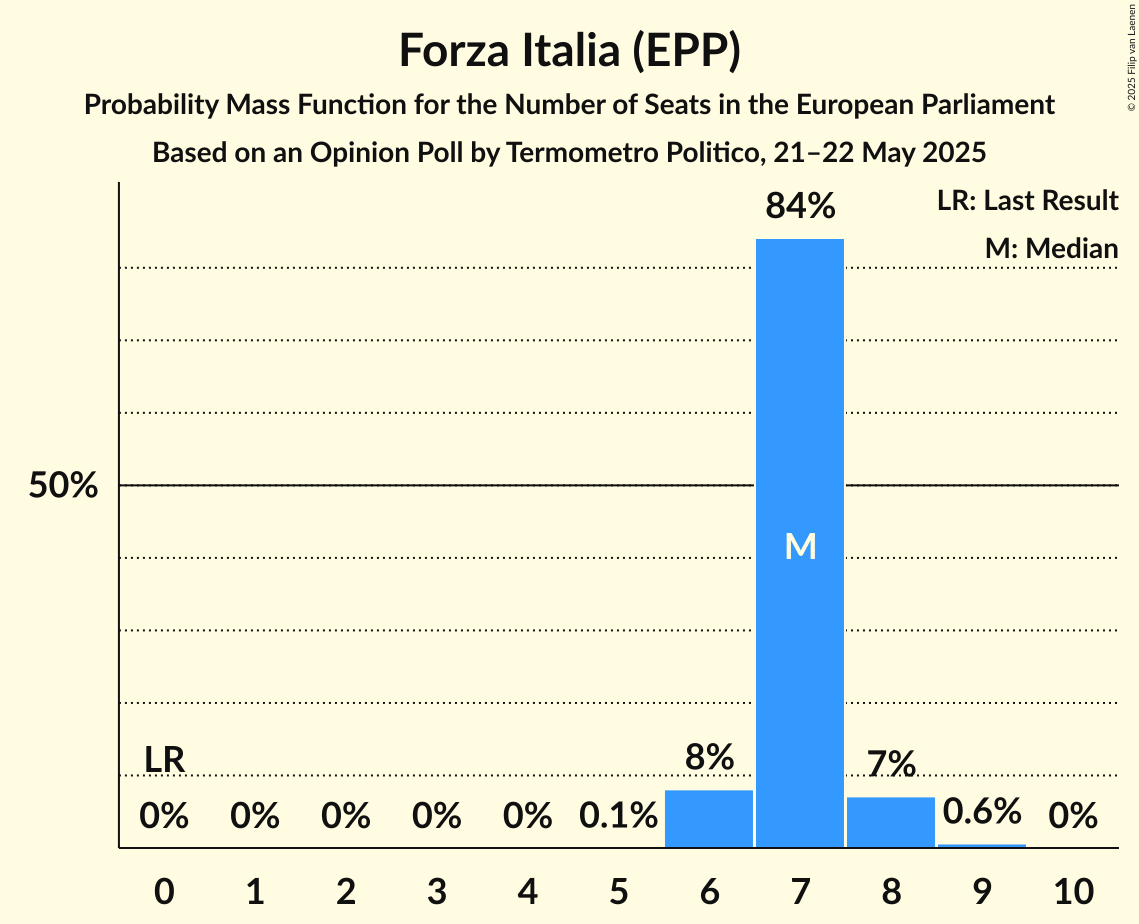 Forza Italia (EPP)
Probability Mass Function for the Number of Seats in the European Parliament
Based on an Opinion Poll by Termometro Politico, 21–22 May 2025
© 2025 Filip van Laenen
LR: Last Result
M: Median
84%
50%
M
LR
8%
7%
0% 0% 0% 0% 0% 0.1% 0.6% 0%
0 1 2 3 4 5 6 7 8 9 10